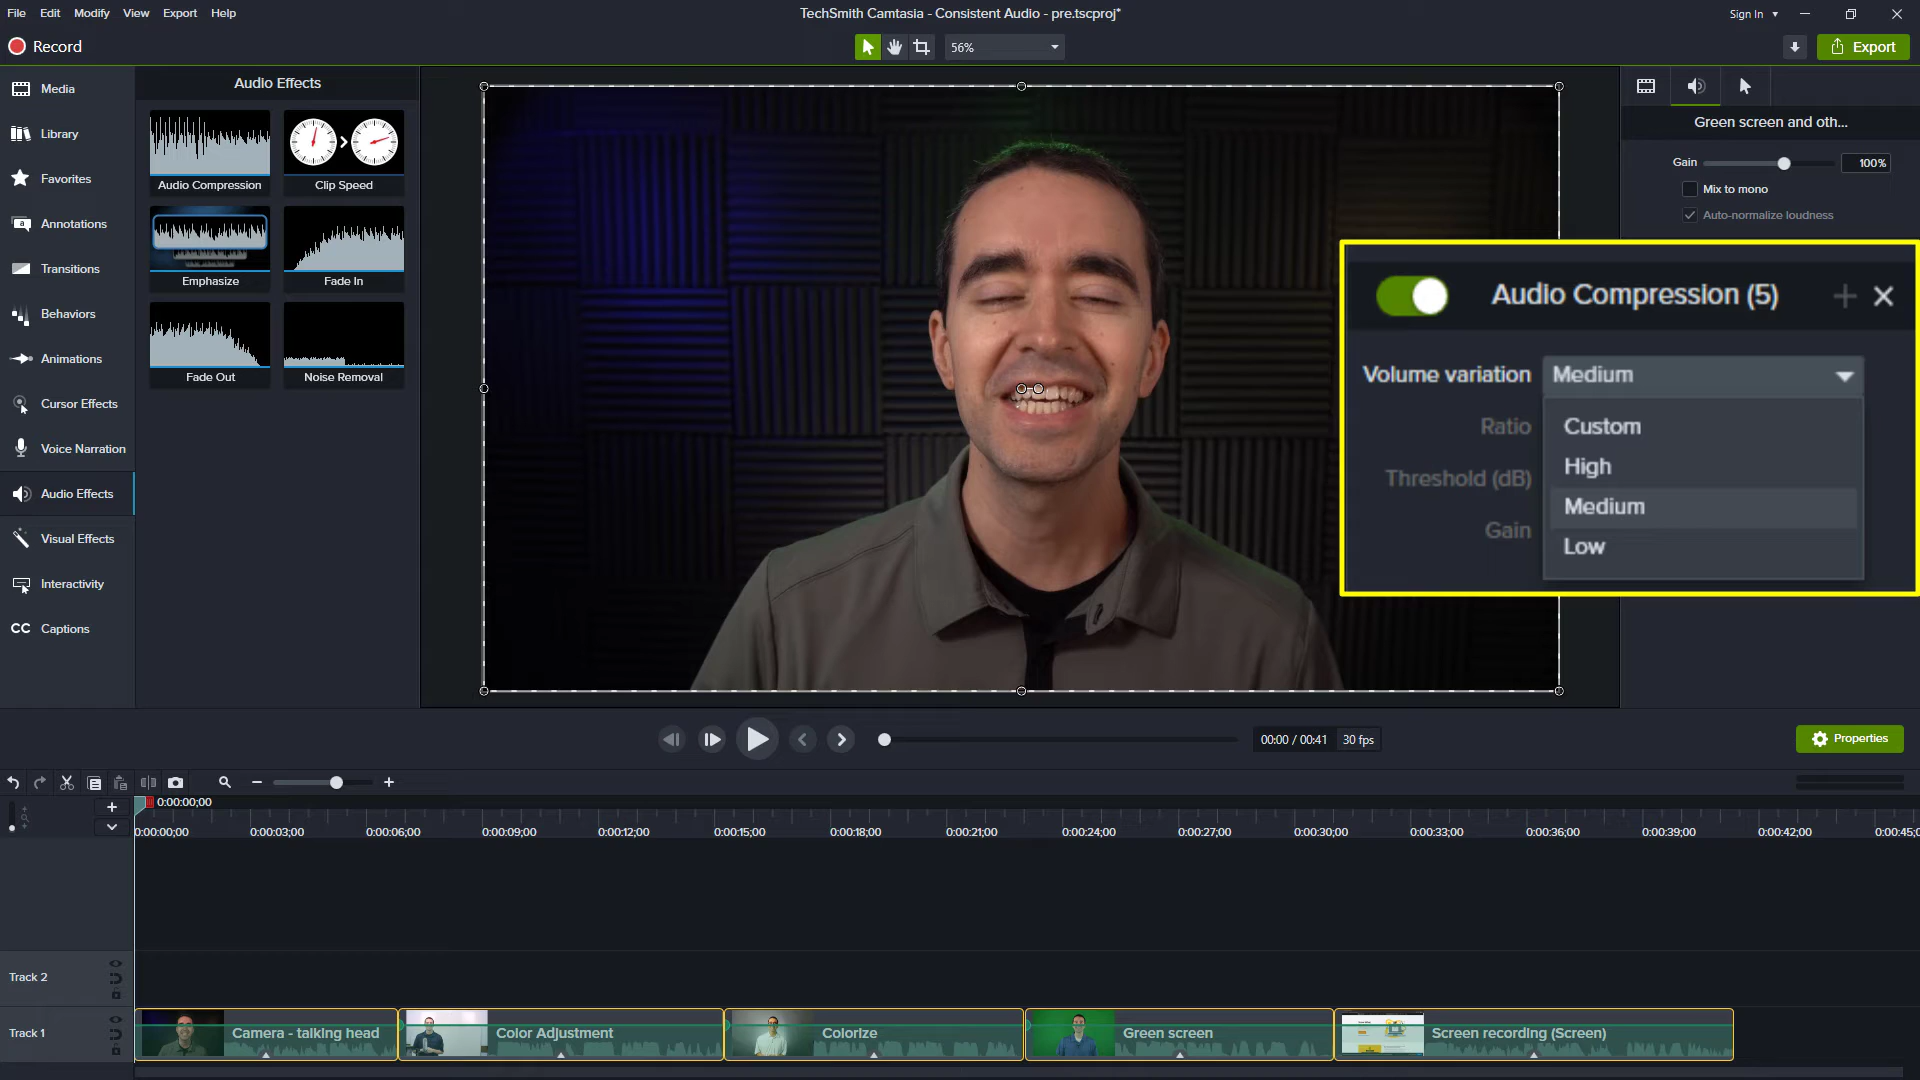 File Edit Modify View Export Help
TechSmith Camtasia - Consistent Audio - pre.tscproj*
Sign In
Record
56%
Export
Media
Library
Favorites
Annotations
Transitions
Behaviors
Animations
Cursor Effects
Voice Narration
Audio Effects
Visual Effects
Interactivity
CC Captions
Audio Effects
Audio Compression
Clip Speed
Emphasize
Fade In
Fade Out
Noise Removal
Green screen and oth...
Gain 100%
Mix to mono
Auto-normalize loudness
Audio Compression (5)
Volume variation Medium
Ratio
Threshold (dB)
Gain
Custom
High
Medium
Low
00:00 / 00:41 30 fps
Properties
0:00:00;00
0:00:00;00 0:00:03;00 0:00:06;00 0:00:09;00 0:00:12;00 0:00:15;00 0:00:18;00 0:00:21;00 0:00:24;00 0:00:27;00 0:00:30;00 0:00:33;00 0:00:36;00 0:00:39;00 0:00:42;00 0:00:45;0
Track 2
Track 1
Camera - talking head
Color Adjustment
Colorize
Green screen
Screen recording (Screen)